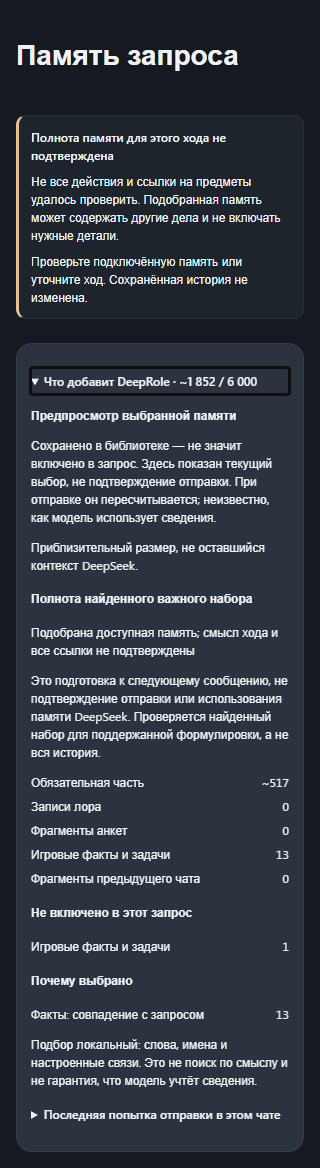 Память запроса
Полнота памяти для этого хода не
подтверждена
Не все действия и ссылки на предметы
удалось проверить. Подобранная память
может содержать другие дела и не включать
нужные детали.
Проверьте подключённую память или
уточните ход. Сохранённая история не
изменена.
▼ Что добавит DeepRole · ~1 852 / 6 000
Предпросмотр выбранной памяти
Сохранено в библиотеке — не значит
включено в запрос. Здесь показан текущий
выбор, не подтверждение отправки. При
отправке он пересчитывается; неизвестно,
как модель использует сведения.
Приблизительный размер, не оставшийся
контекст DeepSeek.
Полнота найденного важного набора
Подобрана доступная память; смысл хода и
все ссылки не подтверждены
Это подготовка к следующему сообщению, не
подтверждение отправки или использования
памяти DeepSeek. Проверяется найденный
набор для поддержанной формулировки, а не
вся история.
Обязательная часть ~517
Записи лора 0
Фрагменты анкет 0
Игровые факты и задачи 13
Фрагменты предыдущего чата 0
Не включено в этот запрос
Игровые факты и задачи 1
Почему выбрано
Факты: совпадение с запросом 13
Подбор локальный: слова, имена и
настроенные связи. Это не поиск по смыслу и
не гарантия, что модель учтёт сведения.
▶ Последняя попытка отправки в этом чате